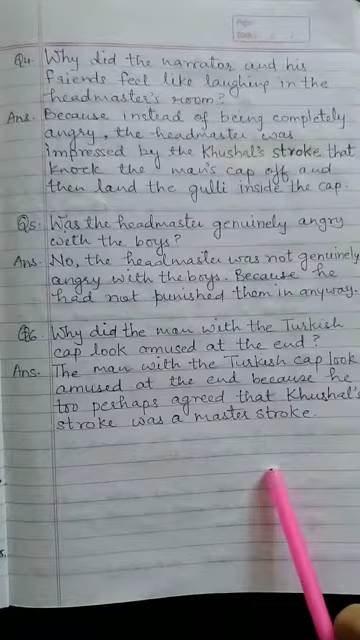 Page:
Date:
Q4. Why did the narrator and his
friends feel like laughing in the
headmaster's room?
Ans. Because instead of being completely
angry, the headmaster was
impressed by the Khushal's stroke that
knock the man's cap off and
then land the gulli inside the cap.
Q5. Was the headmaster genuinely angry
with the boys?
Ans. No, the headmaster was not genuinely
angry with the boys. Because he
had not punished them in anyway.
Q6. Why did the man with the Turkish
cap look amused at the end?
Ans. The man with the Turkish cap look
amused at the end because he
too perhaps agreed that Khushal's
stroke was a master stroke.